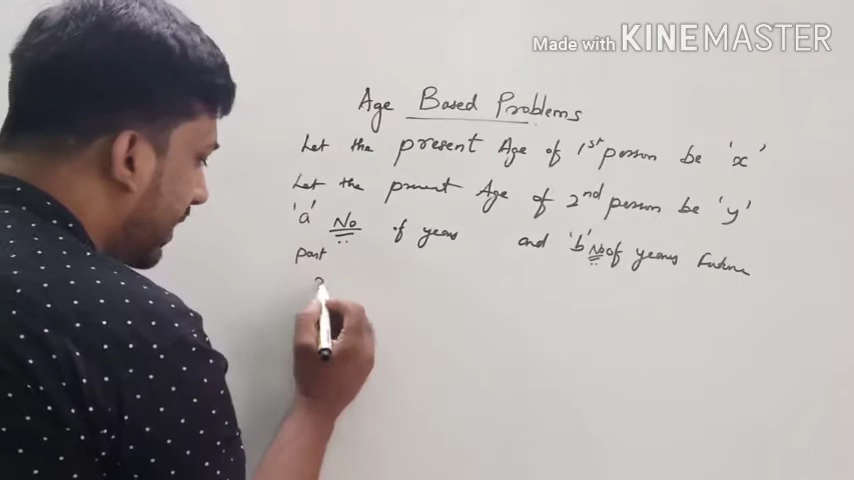 Made with KINEMASTER
Age Based Problems
Let the present Age of 1st person be 'x'
Let the present Age of 2nd person be 'y'
'a' No of years and 'b' No of years Future
past